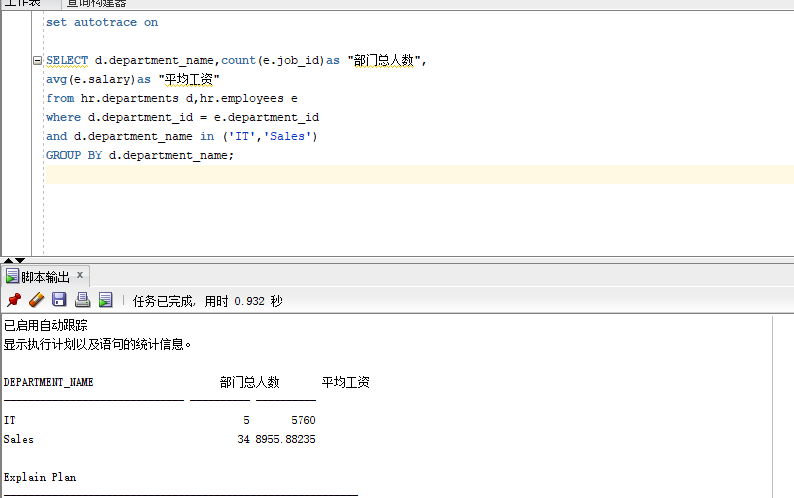 工作表 查询构建器
set autotrace on
SELECT d.department_name,count(e.job_id)as "部门总人数",
avg(e.salary)as "平均工资"
from hr.departments d,hr.employees e
where d.department_id = e.department_id
and d.department_name in ('IT','Sales')
GROUP BY d.department_name;
脚本输出 x
任务已完成, 用时 0.932 秒
已启用自动跟踪
显示执行计划以及语句的统计信息。
DEPARTMENT_NAME 部门总人数 平均工资
------------------------------ ---------- ----------
IT 5 5760
Sales 34 8955.88235
Explain Plan
-----------------------------------------------------------